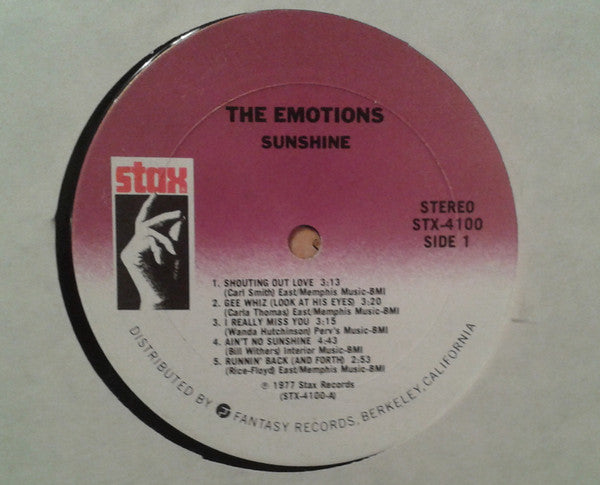 THE EMOTIONS
SUNSHINE
stax
STEREO
STX-4100
SIDE 1
1. SHOUTING OUT LOVE 3:13
(Carl Smith) East/Memphis Music-BMI
2. GEE WHIZ (LOOK AT HIS EYES) 3:20
(Carla Thomas) East/Memphis Music-BMI
3. I REALLY MISS YOU 3:15
(Wanda Hutchinson) Perv's Music-BMI
4. AIN'T NO SUNSHINE 4:43
(Bill Withers) Interior Music-BMI
5. RUNNIN' BACK (AND FORTH) 2:53
(Rice-Floyd) East/Memphis Music-BMI
℗ 1977 Stax Records
(STX-4100-A)
DISTRIBUTED BY F FANTASY RECORDS, BERKELEY, CALIFORNIA